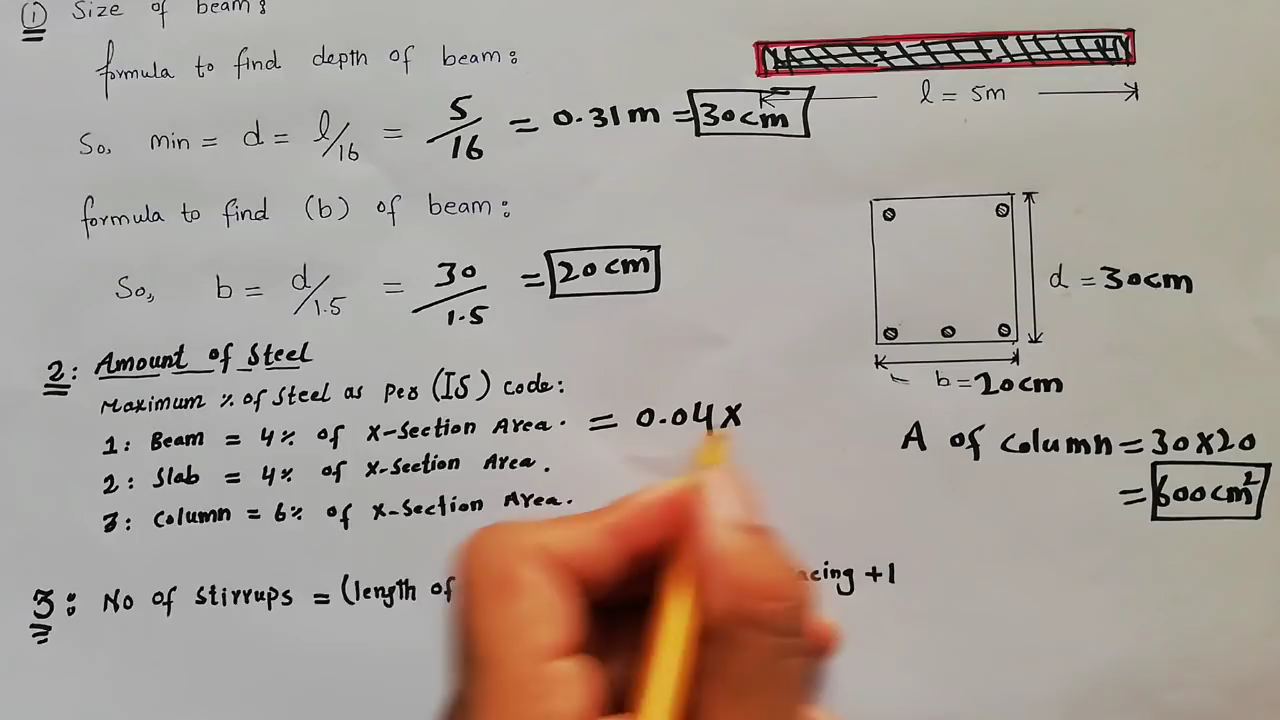 ① Size of beam:
formula to find depth of beam:
l = 5m
So, min = d = l/16 = 5/16 = 0.31m = 30cm
formula to find (b) of beam:
So, b = d/1.5 = 30/1.5 = 20cm
d = 30cm
b = 20cm
2: Amount of Steel
Maximum % of Steel as Per (IS) code:
1: Beam = 4% of X-Section Area. = 0.04X
2: Slab = 4% of X-Section Area.
3: Column = 6% of X-Section Area.
A of Column = 30X20
= 600cm²
3: No of stirrups = (length of +1